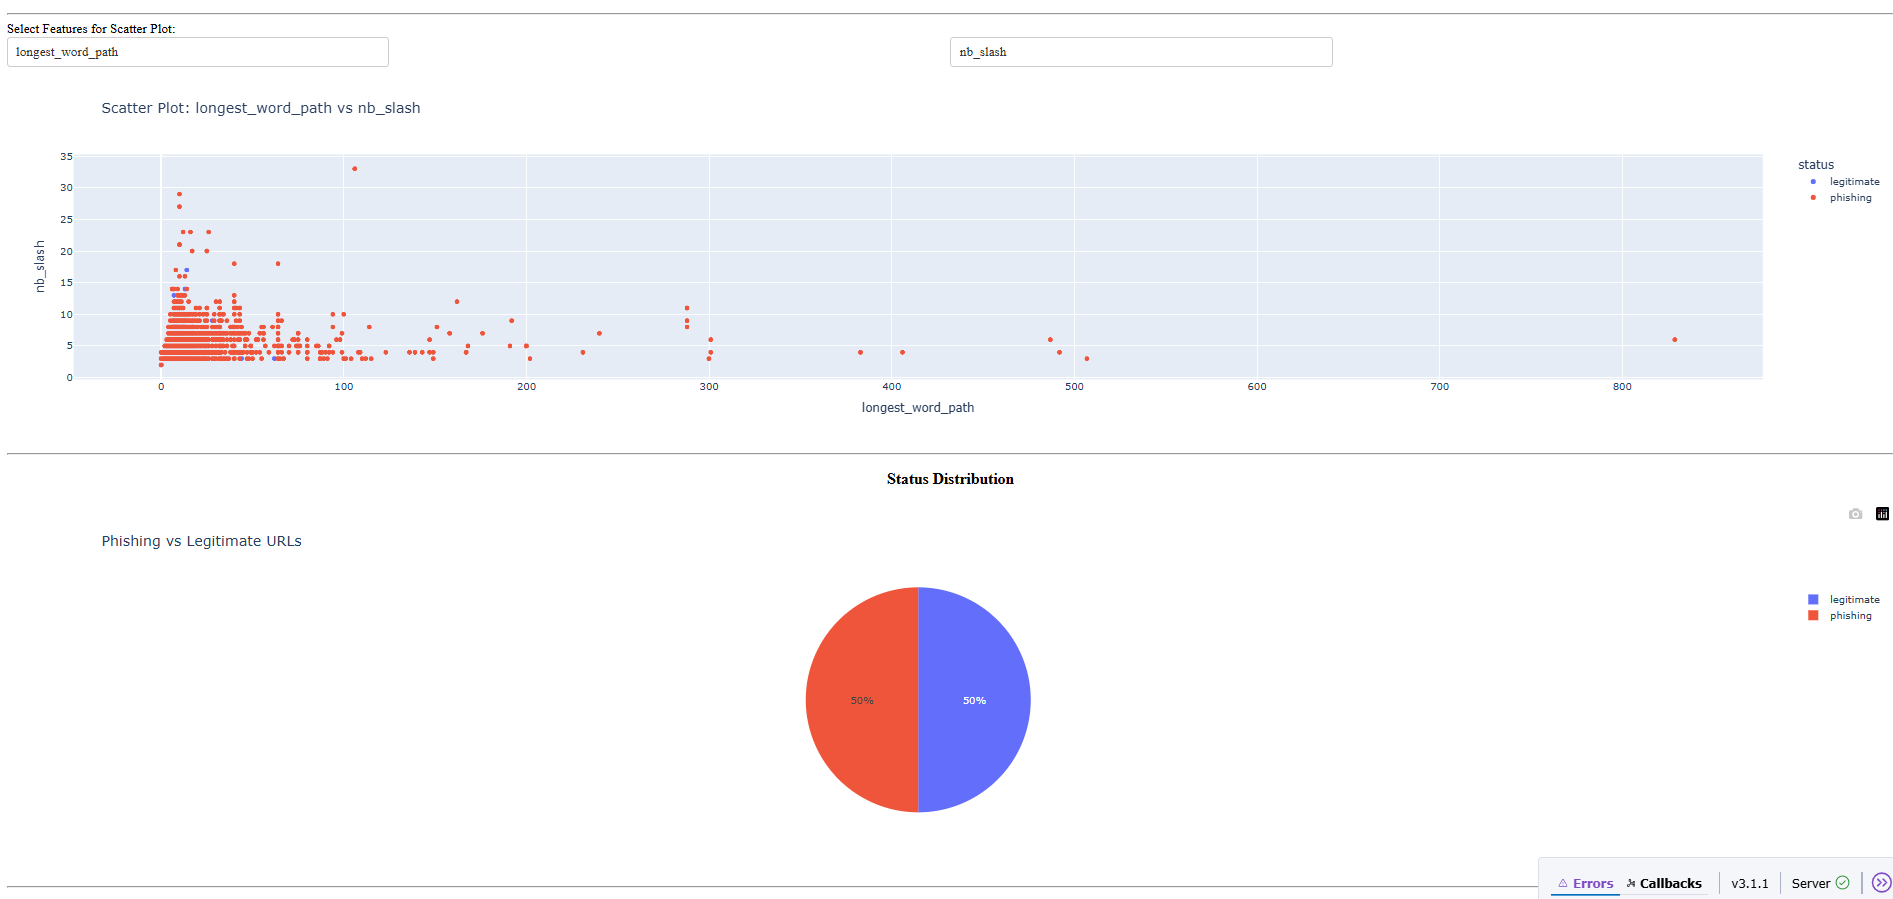 Select Features for Scatter Plot:
longest_word_path
nb_slash
Scatter Plot: longest_word_path vs nb_slash
35
30
25
20
15
10
5
0
nb_slash
0 100 200 300 400 500 600 700 800
longest_word_path
status
legitimate
phishing
Status Distribution
Phishing vs Legitimate URLs
50%
50%
legitimate
phishing
Errors Callbacks v3.1.1 Server